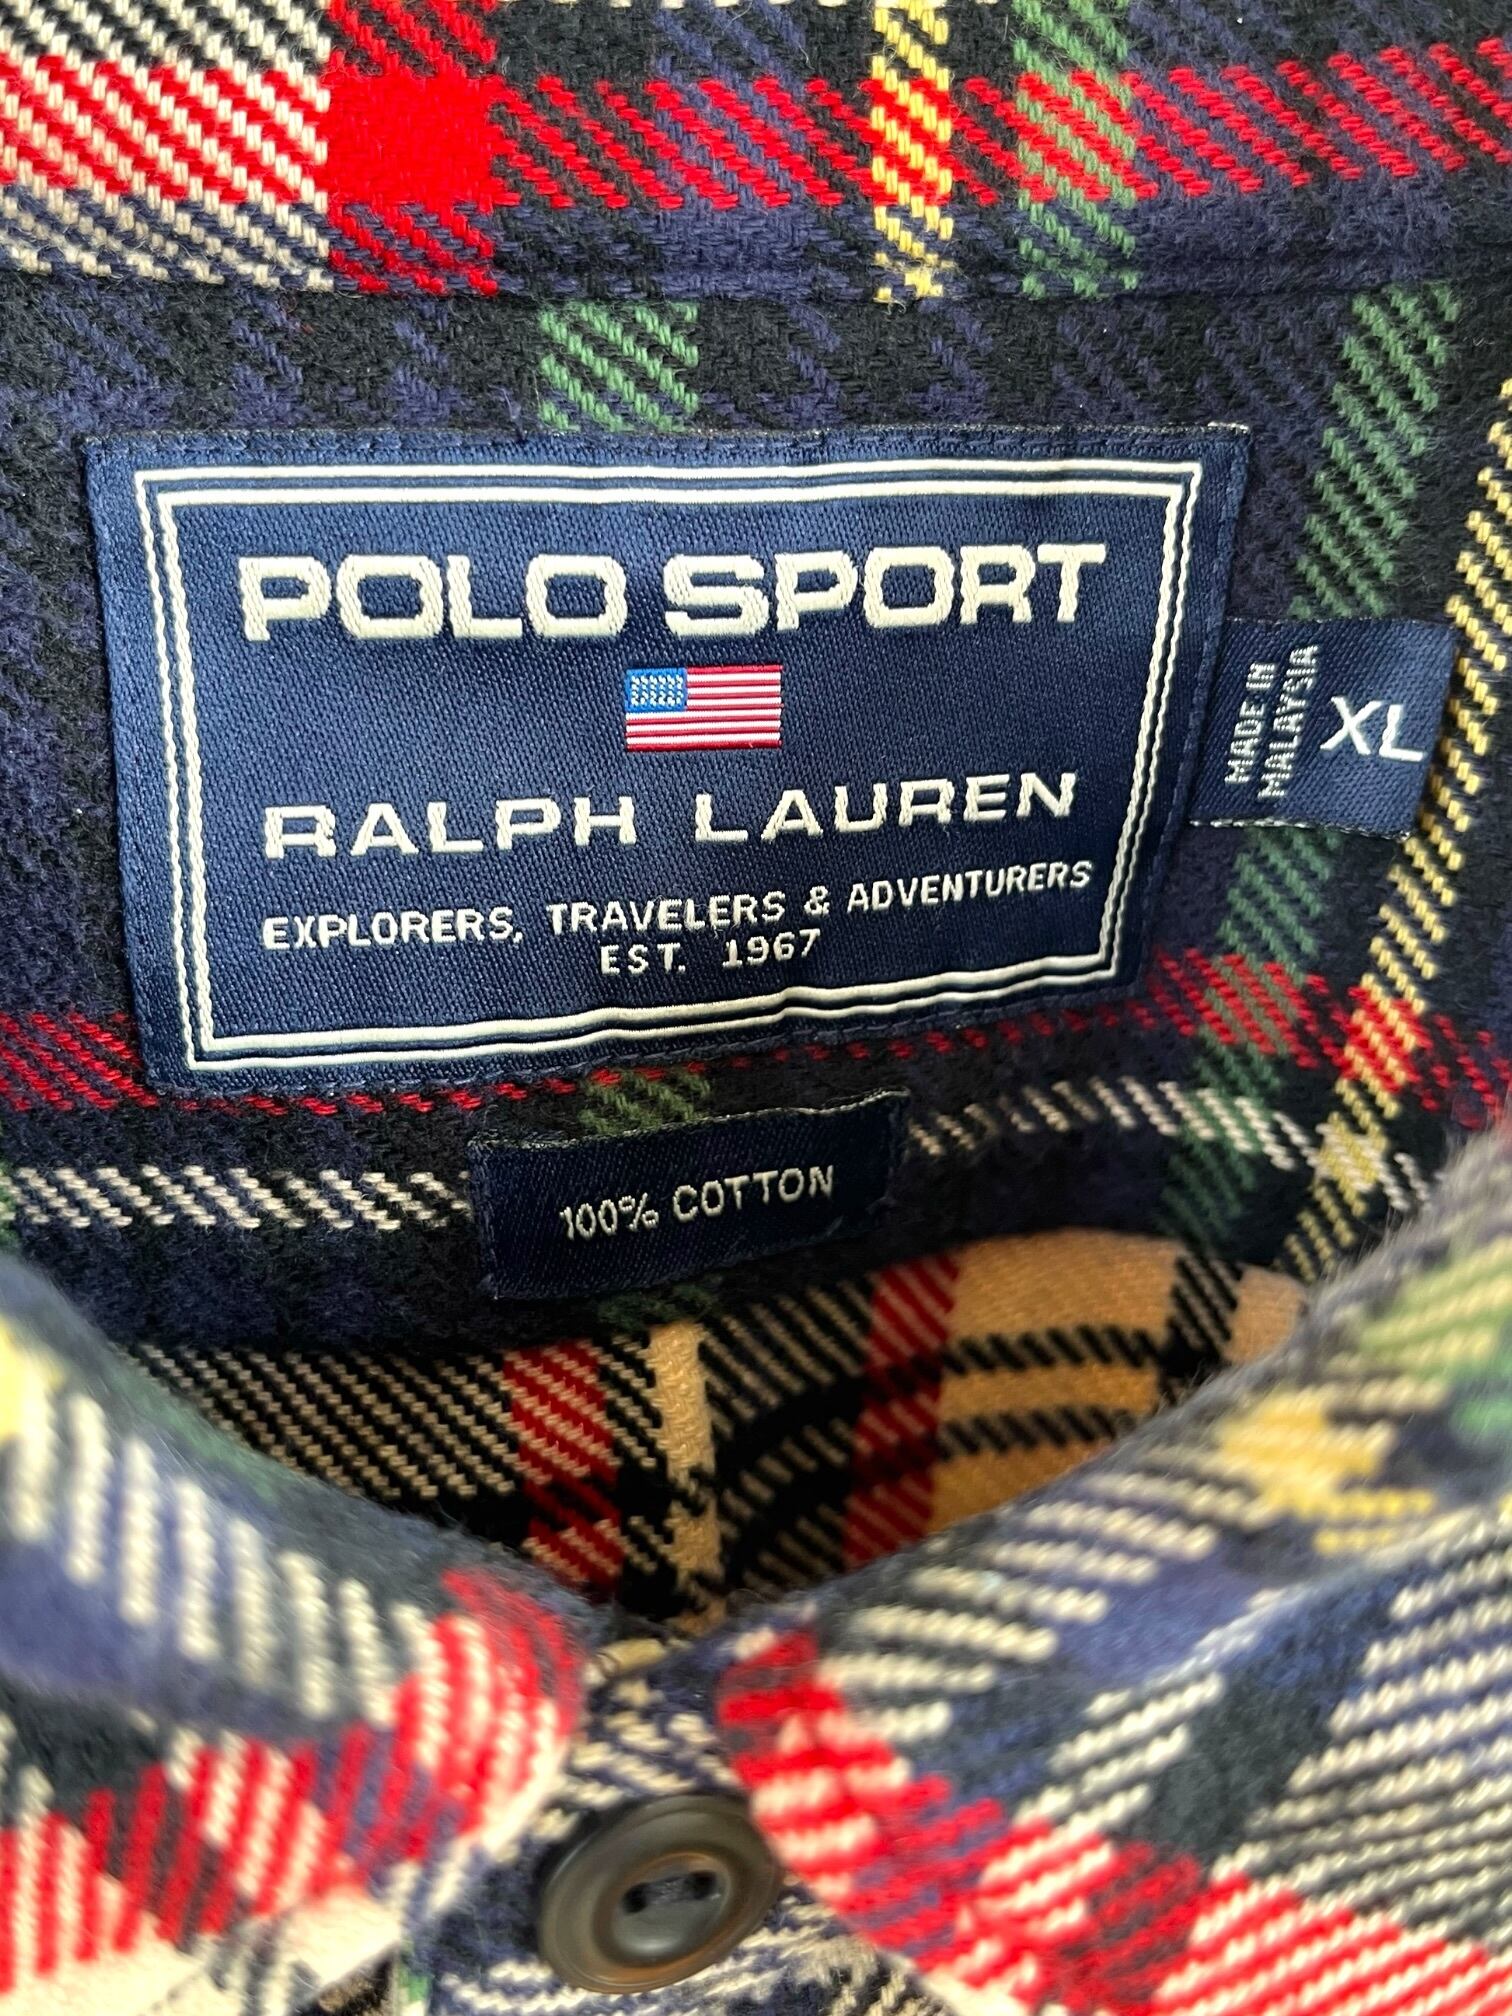 POLO SPORT
RALPH LAUREN
EXPLORERS, TRAVELERS & ADVENTURERS
EST. 1967
MADE IN
MALAYSIA
XL
100% COTTON